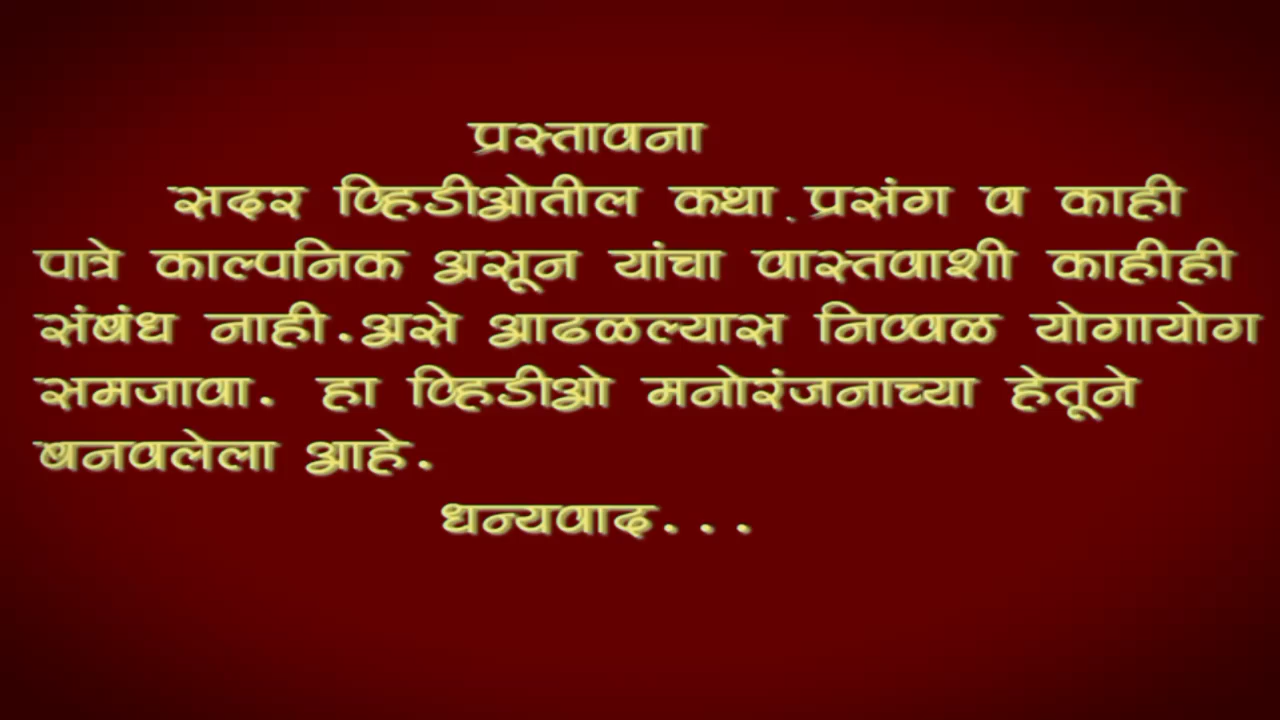 प्रस्तावना
सदर व्हिडीओतील कथा , प्रसंग व काही
पात्रे काल्पनिक असून यांचा वास्तवाशी काहीही
संबंध नाही.असे आढळल्यास निव्वळ योगायोग
समजावा. हा व्हिडीओ मनोरंजनाच्या हेतूने
बनवलेला आहे.
धन्यवाद...